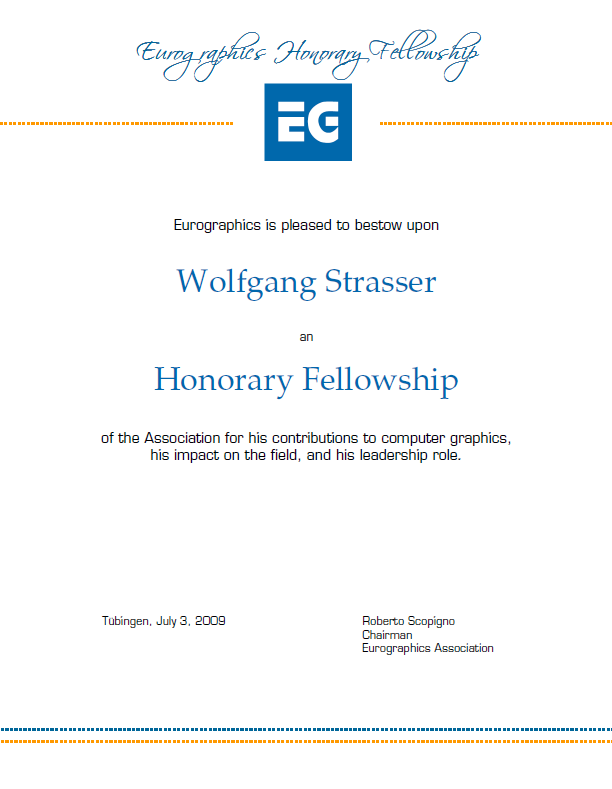 Eurographics Honorary Fellowship
EG
Eurographics is pleased to bestow upon
Wolfgang Strasser
an
Honorary Fellowship
of the Association for his contributions to computer graphics,
his impact on the field, and his leadership role.
Tübingen, July 3, 2009
Roberto Scopigno
Chairman
Eurographics Association